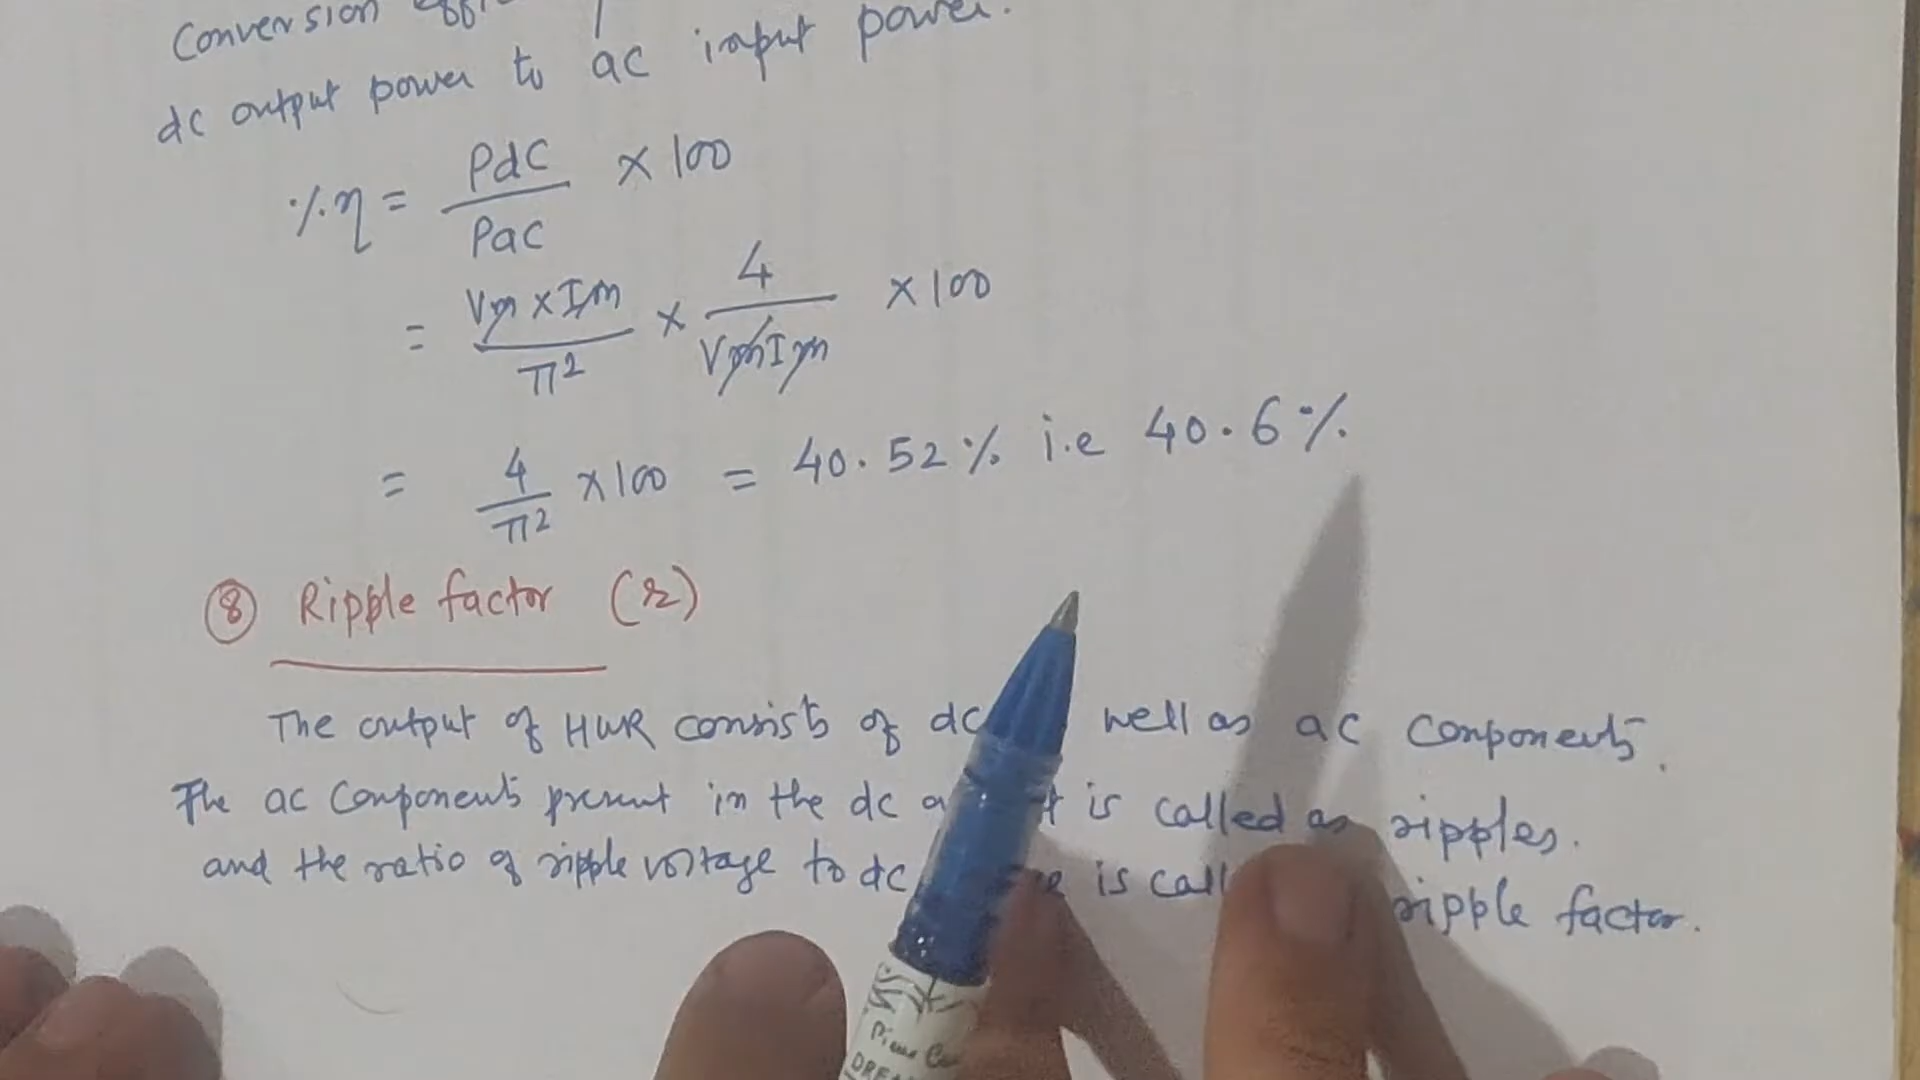 Conversion
dc output power to ac input power.
%η = Pdc / Pac × 100
= Vm × Im / π² × 4 / VmIm × 100
= 4 / π² × 100 = 40.52% i.e 40.6%
⑧ Ripple factor (r)
The output of HWR consists of dc well as ac components.
The ac components present in the dc is called as ripples.
and the ratio of ripple voltage to dc is ripple factor.